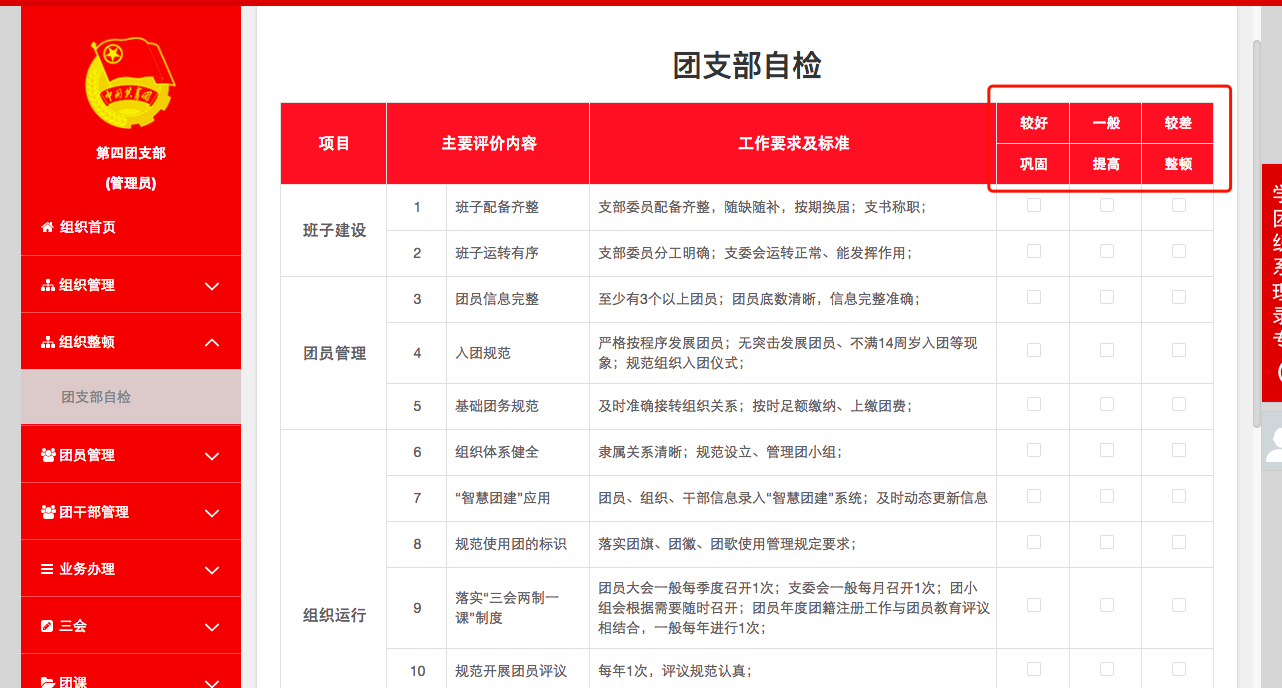 中国共青团
第四团支部
(管理员)
组织首页
组织管理
组织整顿
团支部自检
团员管理
团干部管理
业务办理
三会
团课
团支部自检
项目 主要评价内容 工作要求及标准 较好 一般 较差
巩固 提高 整顿
班子建设
1 班子配备齐整 支部委员配备齐整，随缺随补，按期换届；支书称职；
2 班子运转有序 支部委员分工明确；支委会运转正常、能发挥作用；
团员管理
3 团员信息完整 至少有3个以上团员；团员底数清晰，信息完整准确；
4 入团规范 严格按程序发展团员；无突击发展团员、不满14周岁入团等现
象；规范组织入团仪式；
5 基础团务规范 及时准确接转组织关系；按时足额缴纳、上缴团费；
组织运行
6 组织体系健全 隶属关系清晰；规范设立、管理团小组；
7 “智慧团建”应用 团员、组织、干部信息录入“智慧团建”系统；及时动态更新信息
8 规范使用团的标识 落实团旗、团徽、团歌使用管理规定要求；
9 落实“三会两制一
课”制度
团员大会一般每季度召开1次；支委会一般每月召开1次；团小
组会根据需要随时召开；团员年度团籍注册工作与团员教育评议
相结合，一般每年进行1次；
10 规范开展团员评议 每年1次，评议规范认真；